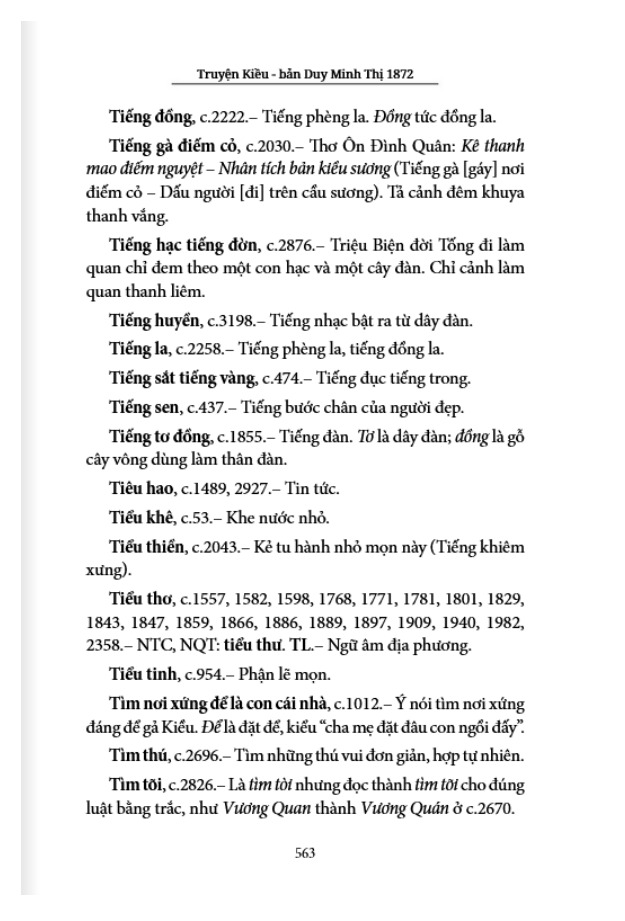 Truyện Kiều - bản Duy Minh Thị 1872
Tiếng đồng, c.2222.– Tiếng phèng la. Đồng tức đồng la.
Tiếng gà điếm cỏ, c.2030.– Thơ Ôn Đình Quân: Kê thanh
mao điếm nguyệt – Nhân tích bản kiều sương (Tiếng gà [gáy] nơi
điếm cỏ – Dấu người [đi] trên cầu sương). Tả cảnh đêm khuya
thanh vắng.
Tiếng hạc tiếng đờn, c.2876.– Triệu Biện đời Tống đi làm
quan chỉ đem theo một con hạc và một cây đàn. Chỉ cảnh làm
quan thanh liêm.
Tiếng huyền, c.3198.– Tiếng nhạc bật ra từ dây đàn.
Tiếng la, c.2258.– Tiếng phèng la, tiếng đồng la.
Tiếng sắt tiếng vàng, c.474.– Tiếng đục tiếng trong.
Tiếng sen, c.437.– Tiếng bước chân của người đẹp.
Tiếng tơ đồng, c.1855.– Tiếng đàn. Tơ là dây đàn; đồng là gỗ
cây vông dùng làm thân đàn.
Tiêu hao, c.1489, 2927.– Tin tức.
Tiểu khê, c.53.– Khe nước nhỏ.
Tiểu thiền, c.2043.– Kẻ tu hành nhỏ mọn này (Tiếng khiêm
xưng).
Tiểu thơ, c.1557, 1582, 1598, 1768, 1771, 1781, 1801, 1829,
1843, 1847, 1859, 1866, 1886, 1889, 1897, 1909, 1940, 1982,
2358.– NTC, NQT: tiểu thư. TL.– Ngữ âm địa phương.
Tiểu tinh, c.954.– Phận lẽ mọn.
Tìm nơi xứng để là con cái nhà, c.1012.– Ý nói tìm nơi xứng
đáng để gả Kiều. Để là đặt để, kiểu “cha mẹ đặt đâu con ngồi đấy”.
Tìm thú, c.2696.– Tìm những thú vui đơn giản, hợp tự nhiên.
Tìm tõi, c.2826.– Là tìm tòi nhưng đọc thành tìm tõi cho đúng
luật bằng trắc, như Vương Quan thành Vương Quán ở c.2670.
563